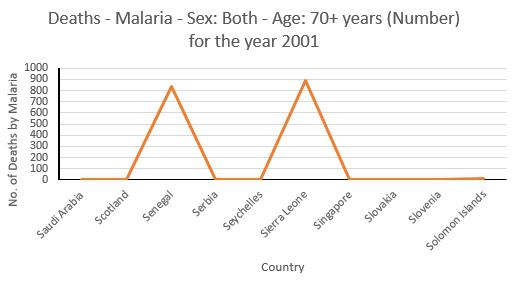 Deaths - Malaria - Sex: Both - Age: 70+ years (Number)
for the year 2001
No. of Deaths by Malaria
1000
900
800
700
600
500
400
300
200
100
0
Saudi Arabia
Scotland
Senegal
Serbia
Seychelles
Sierra Leone
Singapore
Slovakia
Slovenia
Solomon Islands
Country